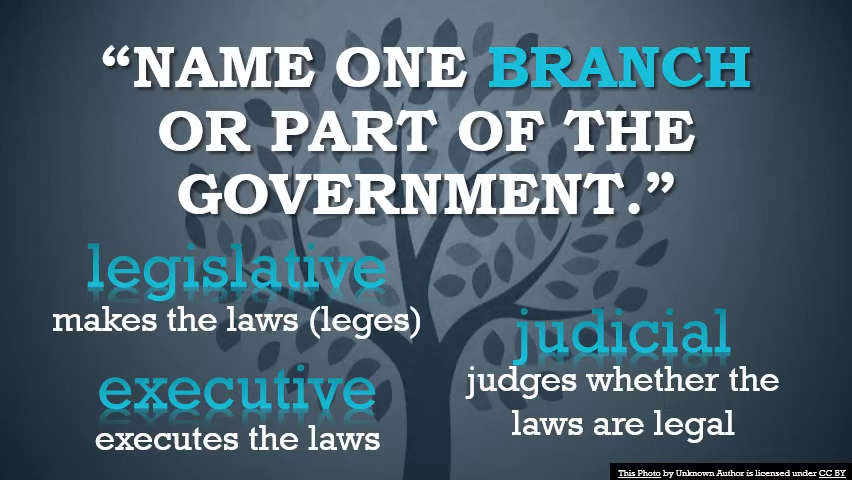 “NAME ONE BRANCH
OR PART OF THE
GOVERNMENT.”
legislative
makes the laws (leges)
executive
executes the laws
judicial
judges whether the
laws are legal
This Photo by Unknown Author is licensed under CC BY